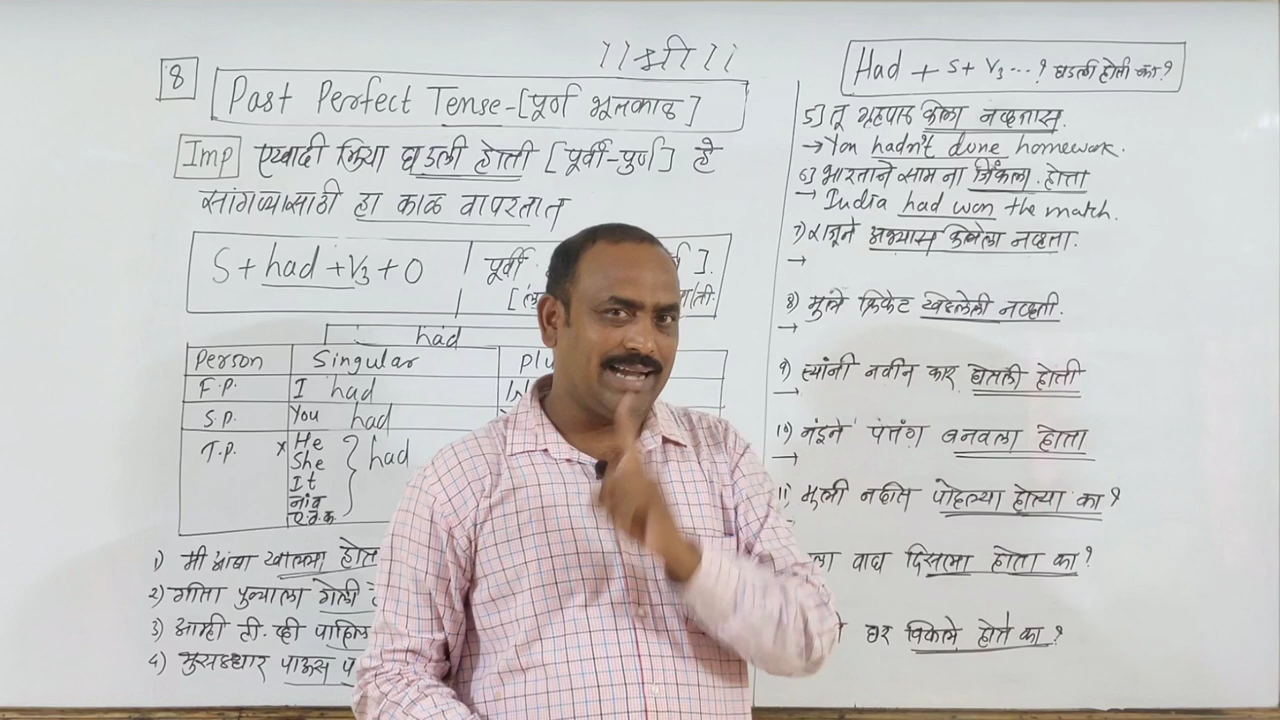 ॥श्री॥
8
Past Perfect Tense-[पूर्ण भूतकाळ]
Imp एखादी क्रिया घडली होती [पूर्वी-पुर्ण] हे
सांगण्यासाठी हा काळ वापरतात
S+had+V3+O
पूर्वी
had
Person Singular
F.P. I had
S.P. You had
T.P. x He
She
It
नांव
ए.व.क.
had
1) मी आंबा खाल्ला
2) गीता पुण्याला गेली
3) आम्ही टी.व्ही
4) मुसळधार पाऊस
Had + S+ V3 ...? घडली होती का?
5] तू गृहपाठ केला नव्हतास.
→You hadn't done homework.
6] भारताने सामना जिंकला होता
→ India had won the match.
7) राजूने अभ्यास केलेला नव्हता.
→
8) मुले क्रिकेट खेळलेली नव्हती.
→
9) त्यांनी नवीन कार घेतली होती
→
10) नंदूने पतंग बनवला होता
→
11) मुली नदीत पोहल्या होत्या का?
ला वाघ दिसला होता का?
घर विकले होते का?